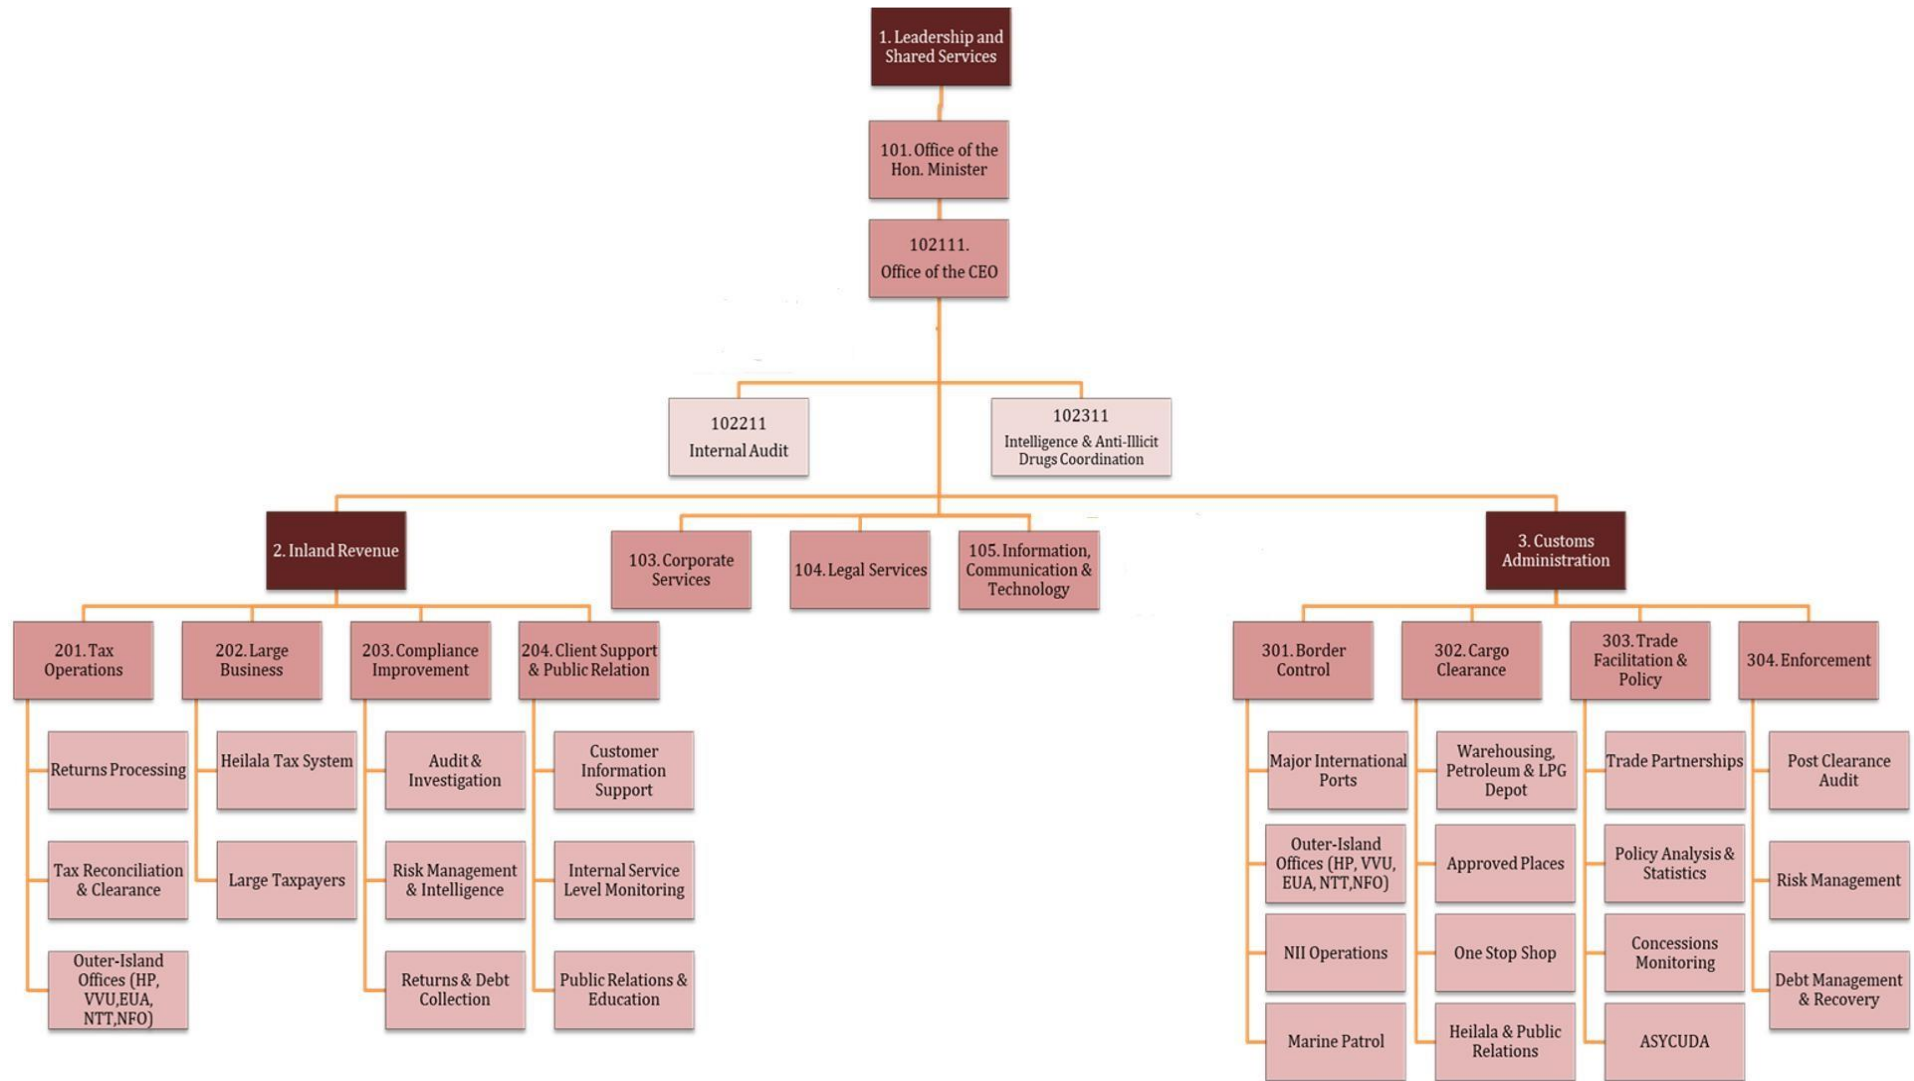 1. Leadership and
Shared Services
101. Office of the
Hon. Minister
102111.
Office of the CEO
102211
Internal Audit
102311
Intelligence & Anti-Illicit
Drugs Coordination
2. Inland Revenue
103. Corporate
Services
104. Legal Services
105. Information,
Communication &
Technology
3. Customs
Administration
201. Tax
Operations
202. Large
Business
203. Compliance
Improvement
204. Client Support
& Public Relation
301. Border
Control
302. Cargo
Clearance
303. Trade
Facilitation &
Policy
304. Enforcement
Returns Processing
Tax Reconciliation
& Clearance
Outer-Island
Offices (HP,
VVU,EUA,
NTT,NFO)
Heilala Tax System
Large Taxpayers
Audit &
Investigation
Risk Management
& Intelligence
Returns & Debt
Collection
Customer
Information
Support
Internal Service
Level Monitoring
Public Relations &
Education
Major International
Ports
Outer-Island
Offices (HP, VVU,
EUA, NTT,NFO)
NII Operations
Marine Patrol
Warehousing,
Petroleum & LPG
Depot
Approved Places
One Stop Shop
Heilala & Public
Relations
Trade Partnerships
Policy Analysis &
Statistics
Concessions
Monitoring
ASYCUDA
Post Clearance
Audit
Risk Management
Debt Management
& Recovery